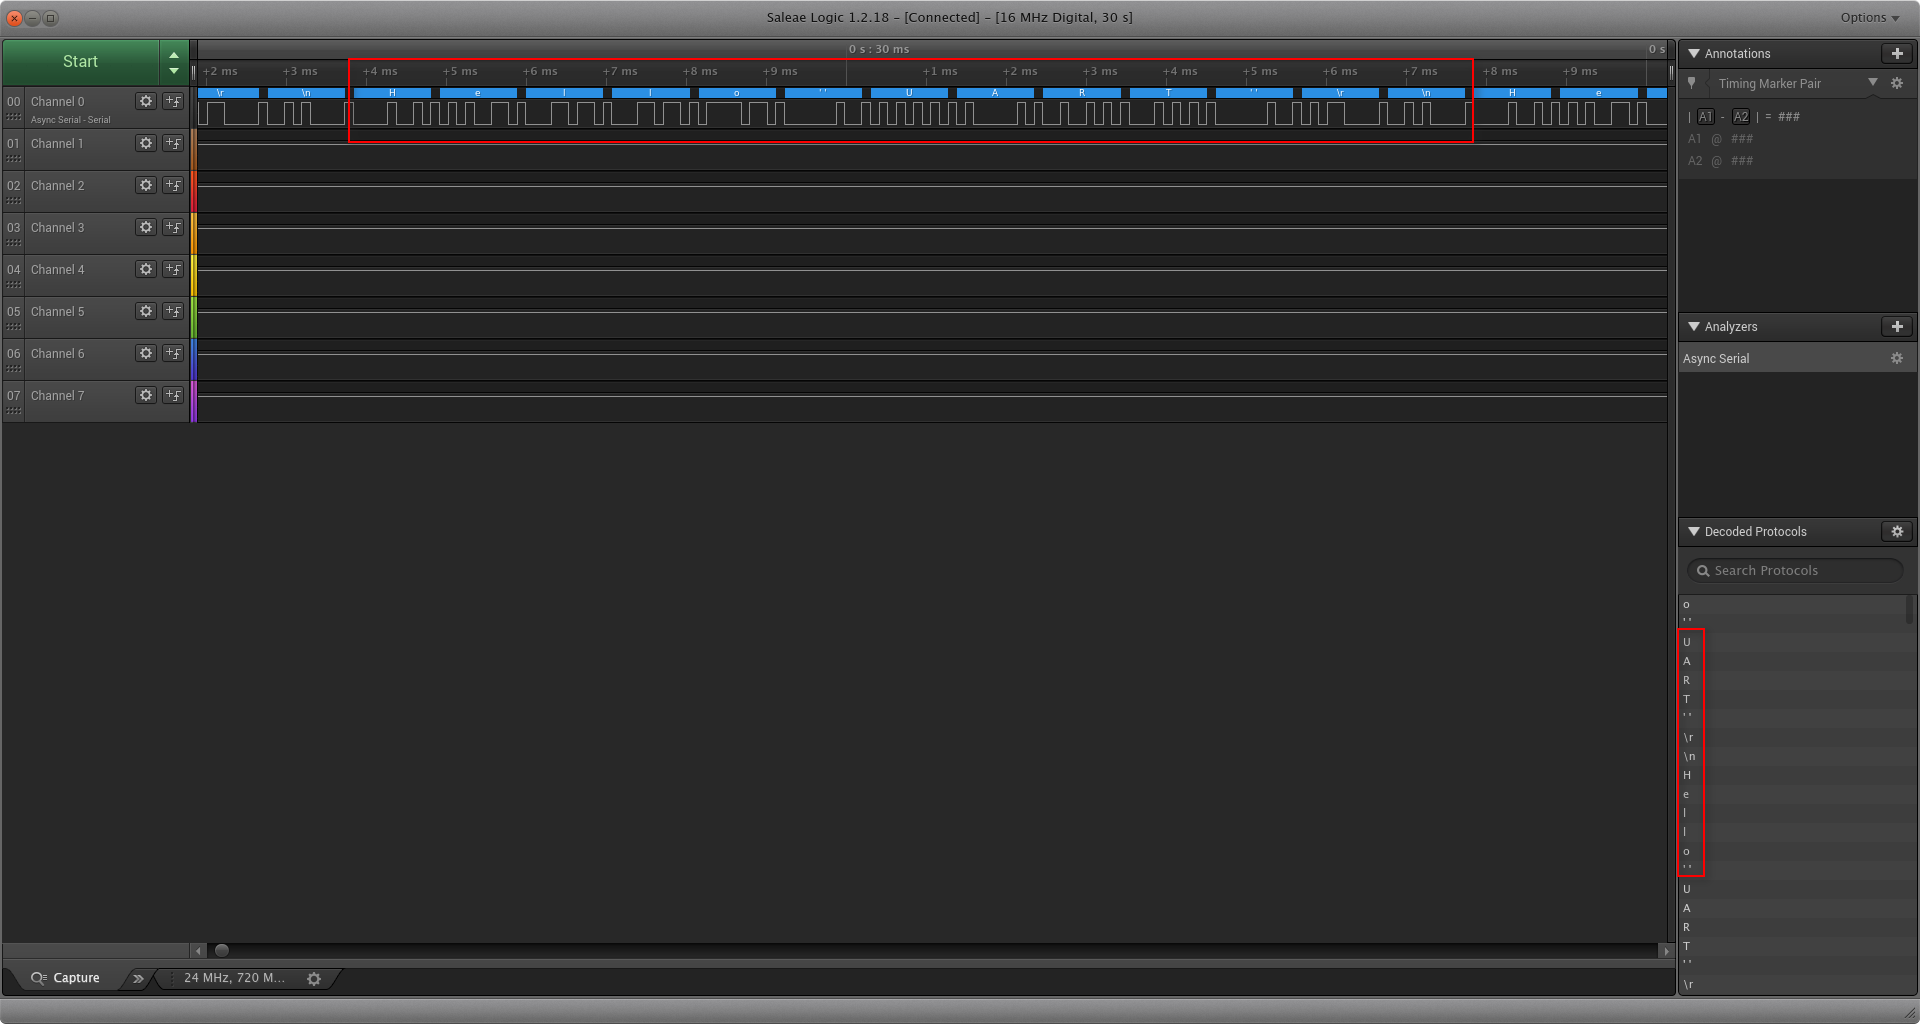 Saleae Logic 1.2.18 - [Connected] - [16 MHz Digital, 30 s]
Options
Start
0 s : 30 ms
0 s
+2 ms +3 ms +4 ms +5 ms +6 ms +7 ms +8 ms +9 ms +1 ms +2 ms +3 ms +4 ms +5 ms +6 ms +7 ms +8 ms +9 ms
\r \n H e l l o ' ' U A R T ' ' \r \n H e
00 Channel 0
Async Serial - Serial
01 Channel 1
02 Channel 2
03 Channel 3
04 Channel 4
05 Channel 5
06 Channel 6
07 Channel 7
Annotations
Timing Marker Pair
| A1 - A2 | = ###
A1 @ ###
A2 @ ###
Analyzers
Async Serial
Decoded Protocols
Search Protocols
o
' '
U
A
R
T
' '
\r
\n
H
e
l
l
o
' '
U
A
R
T
' '
\r
Capture
24 MHz, 720 M...